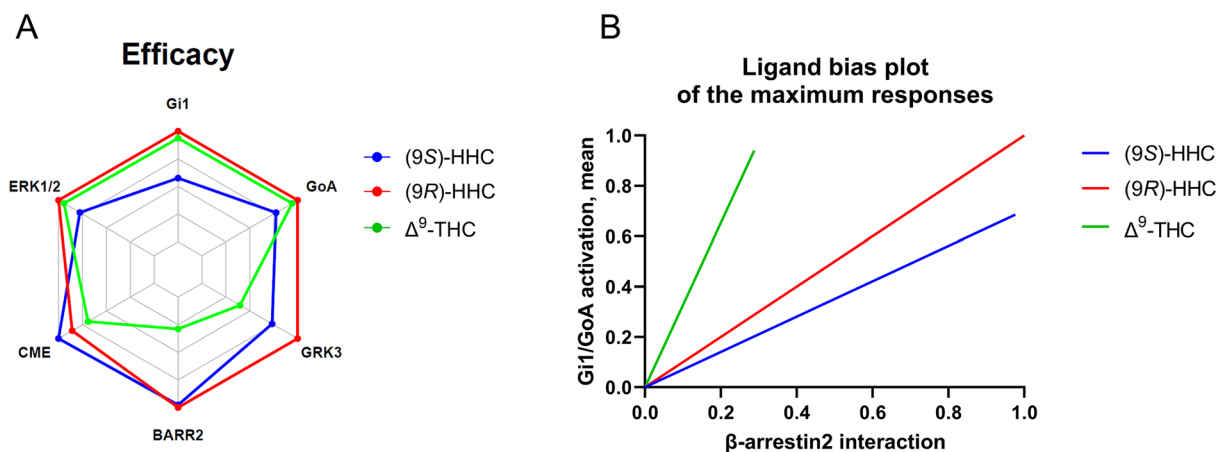 A
Efficacy
Gi1
GoA
GRK3
BARR2
CME
ERK1/2
(9S)-HHC
(9R)-HHC
Δ⁹-THC
B
Ligand bias plot
of the maximum responses
Gi1/GoA activation, mean
1.0
0.8
0.6
0.4
0.2
0.0
0.0 0.2 0.4 0.6 0.8 1.0
β-arrestin2 interaction
(9S)-HHC
(9R)-HHC
Δ⁹-THC